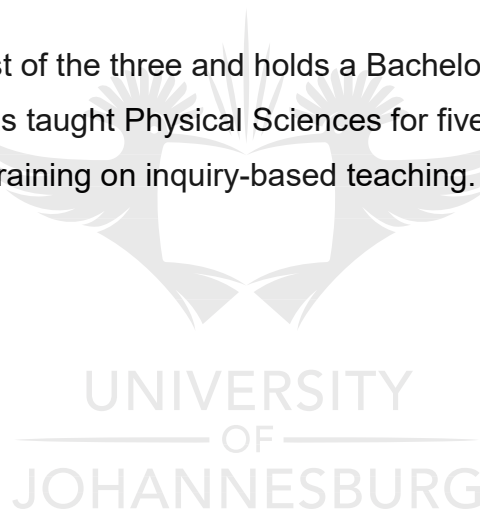 st of the three and holds a Bachelo
s taught Physical Sciences for five
raining on inquiry-based teaching.
UNIVERSITY
OF
JOHANNESBURG